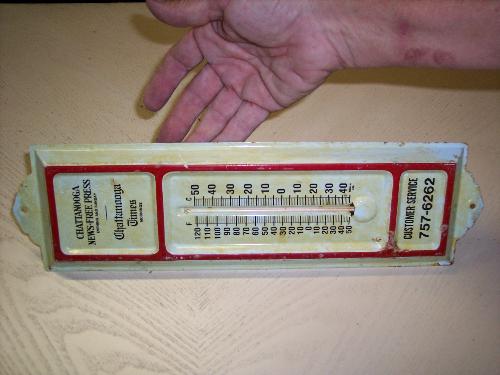 CHATTANOOGA
NEWS-FREE PRESS
Chattanooga
Times
C
50 40 30 20 10 0 10 20 30 40
F
120 110 100 90 80 70 60 50 40 30 20 10 0 10 20 30 40 50
CUSTOMER SERVICE
757-6262